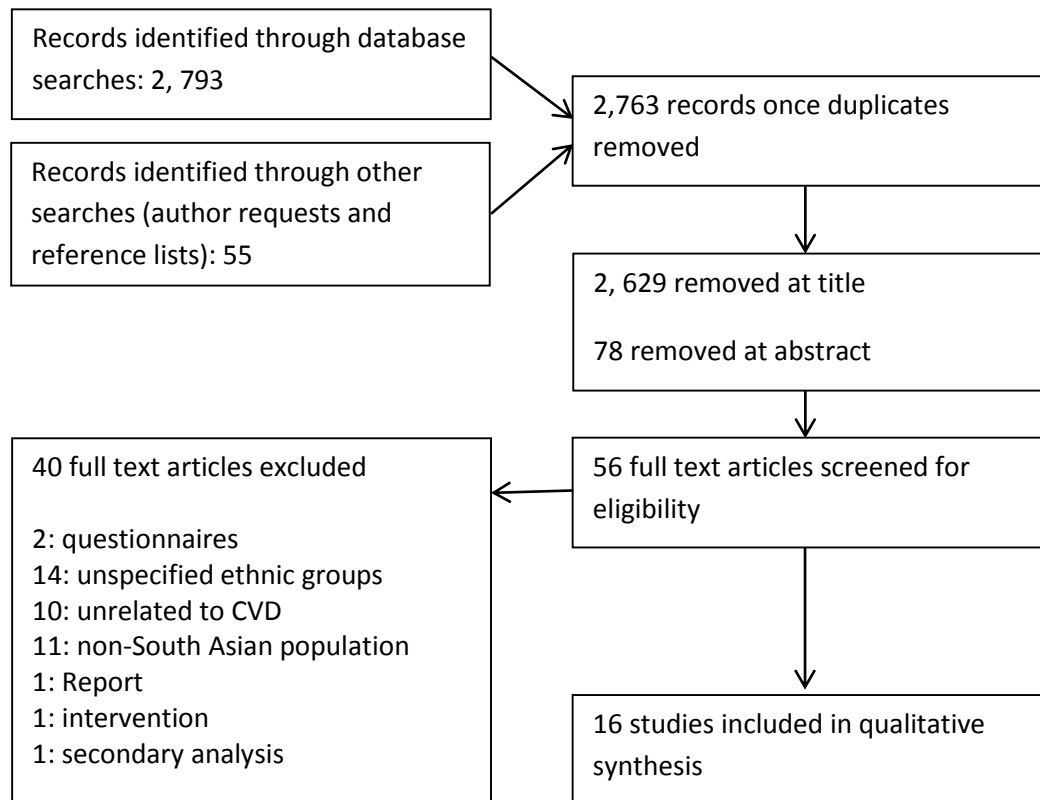 Records identified through database
searches: 2, 793
Records identified through other
searches (author requests and
reference lists): 55
2,763 records once duplicates
removed
2, 629 removed at title
78 removed at abstract
56 full text articles screened for
eligibility
40 full text articles excluded
2: questionnaires
14: unspecified ethnic groups
10: unrelated to CVD
11: non-South Asian population
1: Report
1: intervention
1: secondary analysis
16 studies included in qualitative
synthesis